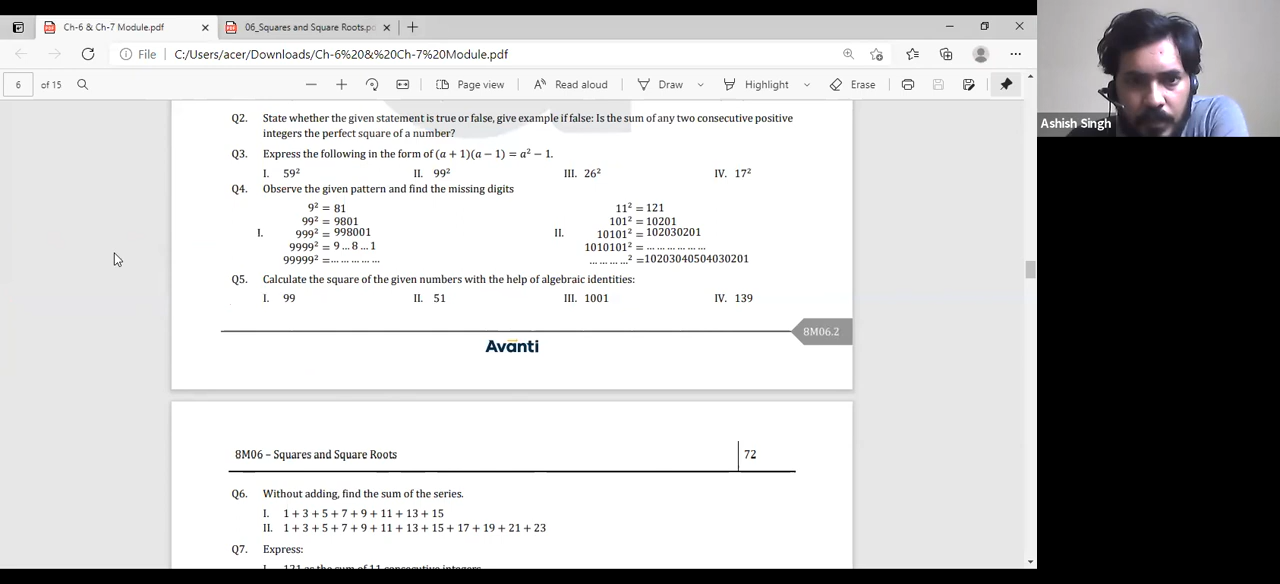 Ch-6 & Ch-7 Module.pdf
06_Squares and Square Roots.pd
File C:/Users/acer/Downloads/Ch-6%20&%20Ch-7%20Module.pdf
6 of 15
Page view
Read aloud
Draw
Highlight
Erase
Ashish Singh
Q2. State whether the given statement is true or false, give example if false: Is the sum of any two consecutive positive
integers the perfect square of a number?
Q3. Express the following in the form of (a + 1)(a − 1) = a² − 1.
I. 59² II. 99² III. 26² IV. 17²
Q4. Observe the given pattern and find the missing digits
I.
9² = 81
99² = 9801
999² = 998001
9999² = 9 ... 8 ... 1
99999² = ... ... ... ... ...
II.
11² = 121
101² = 10201
10101² = 102030201
1010101² = ... ... ... ... ... ...
... ... ... ...² =10203040504030201
Q5. Calculate the square of the given numbers with the help of algebraic identities:
I. 99 II. 51 III. 1001 IV. 139
8M06.2
Avanti
8M06 – Squares and Square Roots 72
Q6. Without adding, find the sum of the series.
I. 1 + 3 + 5 + 7 + 9 + 11 + 13 + 15
II. 1 + 3 + 5 + 7 + 9 + 11 + 13 + 15 + 17 + 19 + 21 + 23
Q7. Express:
I. 121 as the sum of 11 consecutive integers